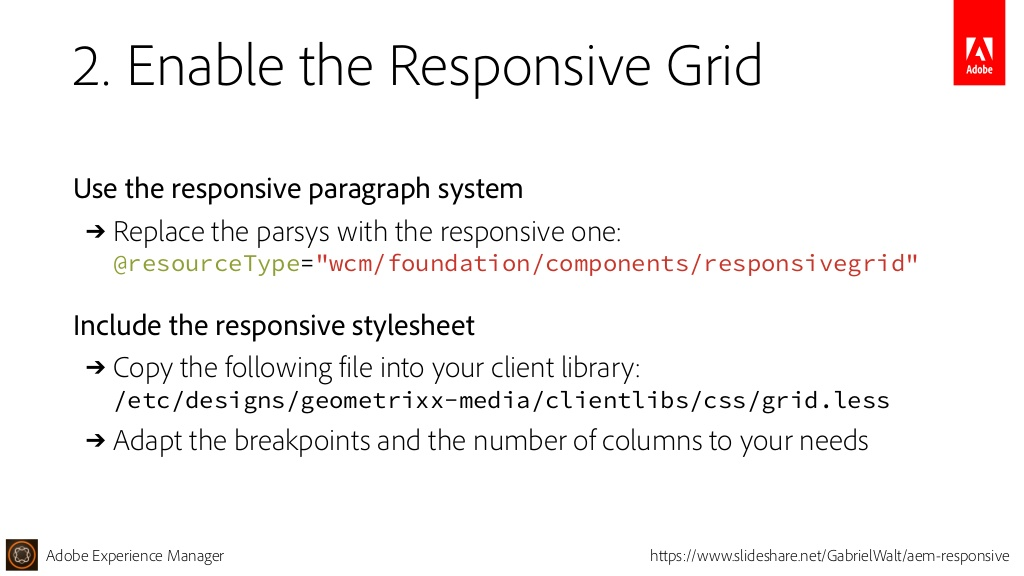 2. Enable the Responsive Grid
Adobe
Use the responsive paragraph system
➔ Replace the parsys with the responsive one:
@resourceType="wcm/foundation/components/responsivegrid"
Include the responsive stylesheet
➔ Copy the following file into your client library:
/etc/designs/geometrixx-media/clientlibs/css/grid.less
➔ Adapt the breakpoints and the number of columns to your needs
Adobe Experience Manager
https://www.slideshare.net/GabrielWalt/aem-responsive